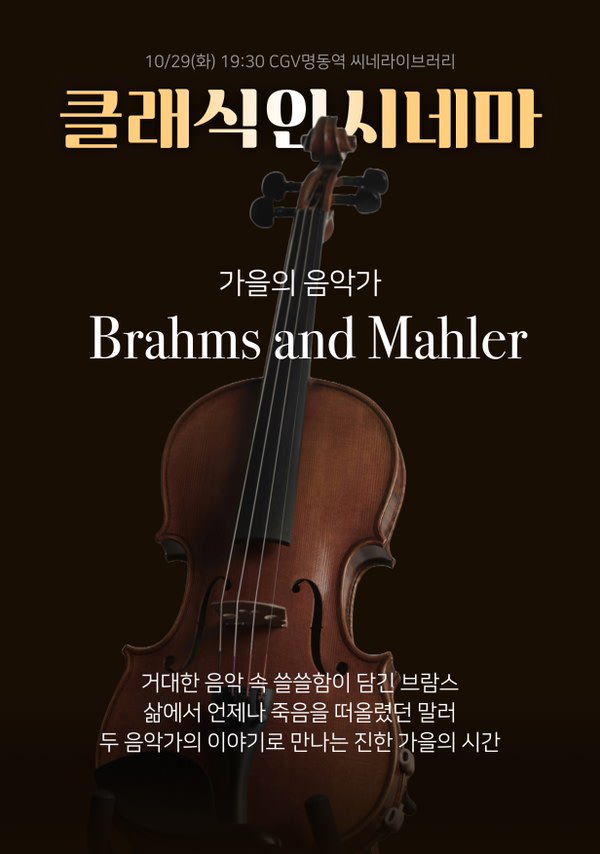 10/29(화) 19:30 CGV명동역 씨네라이브러리
클래식인시네마
가을의 음악가
Brahms and Mahler
거대한 음악 속 쓸쓸함이 담긴 브람스
삶에서 언제나 죽음을 떠올렸던 말러
두 음악가의 이야기로 만나는 진한 가을의 시간